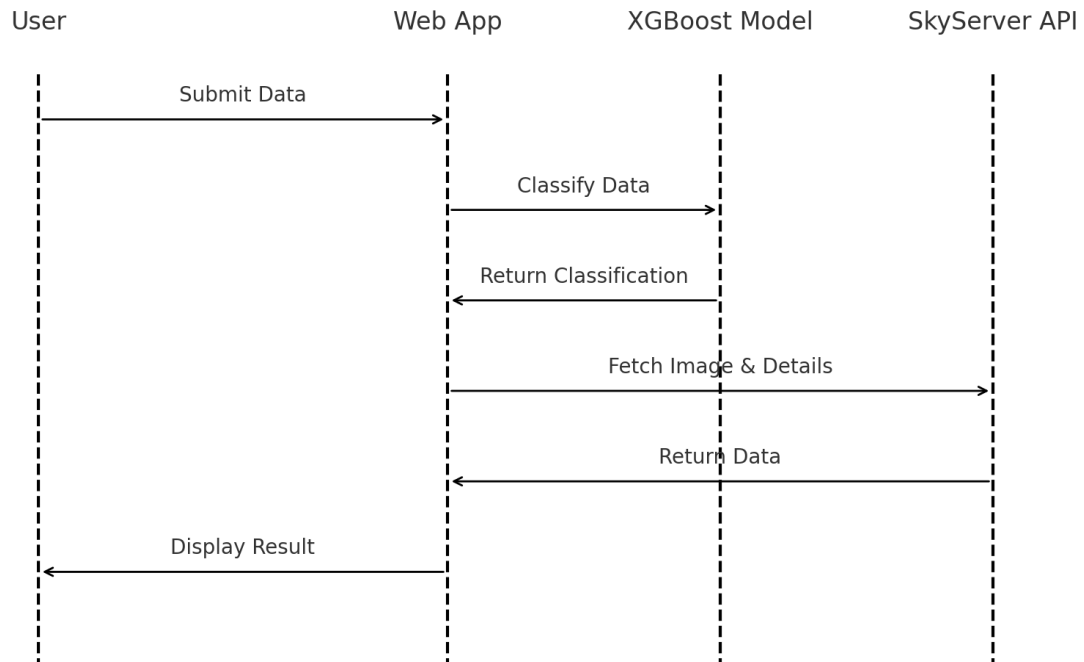 User
Web App
XGBoost Model
SkyServer API
Submit Data
Classify Data
Return Classification
Fetch Image & Details
Return Data
Display Result